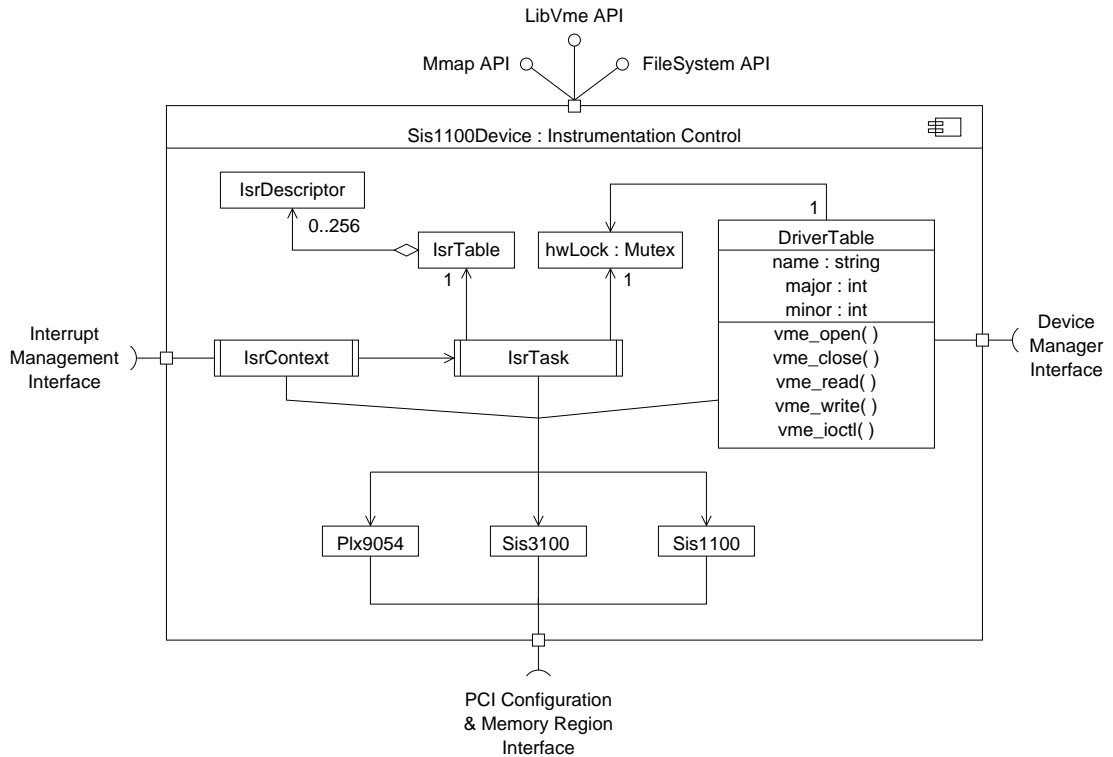 LibVme API
Mmap API
FileSystem API
Sis1100Device : Instrumentation Control
IsrDescriptor
0..256
IsrTable
1
hwLock : Mutex
1
1
DriverTable
name : string
major : int
minor : int
vme_open( )
vme_close( )
vme_read( )
vme_write( )
vme_ioctl( )
Interrupt
Management
Interface
IsrContext
IsrTask
Device
Manager
Interface
Plx9054
Sis3100
Sis1100
PCI Configuration
& Memory Region
Interface